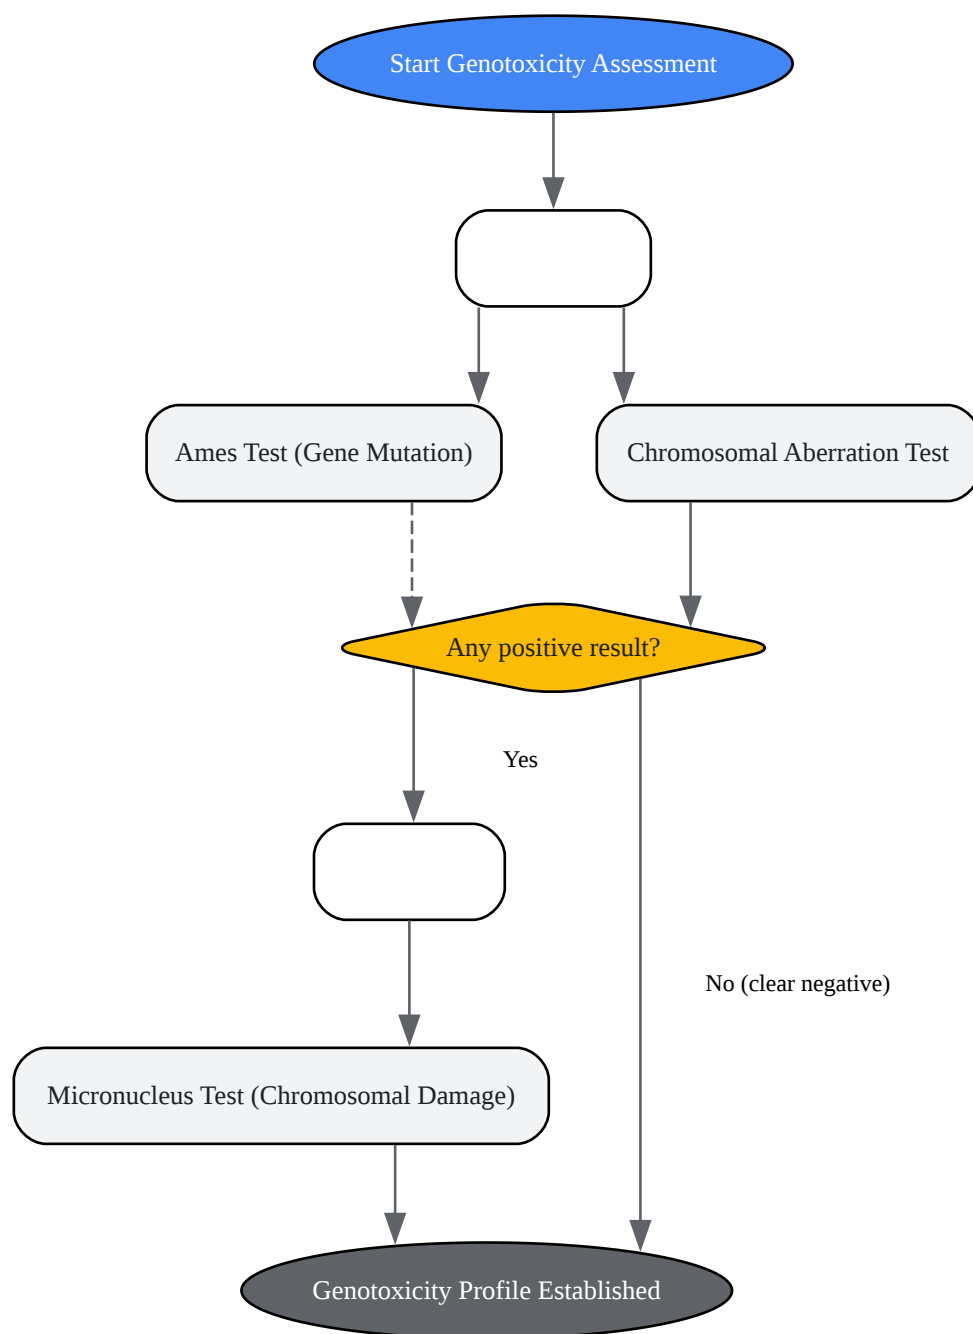 Start Genotoxicity Assessment
Ames Test (Gene Mutation)
Chromosomal Aberration Test
Any positive result?
Yes
No (clear negative)
Micronucleus Test (Chromosomal Damage)
Genotoxicity Profile Established